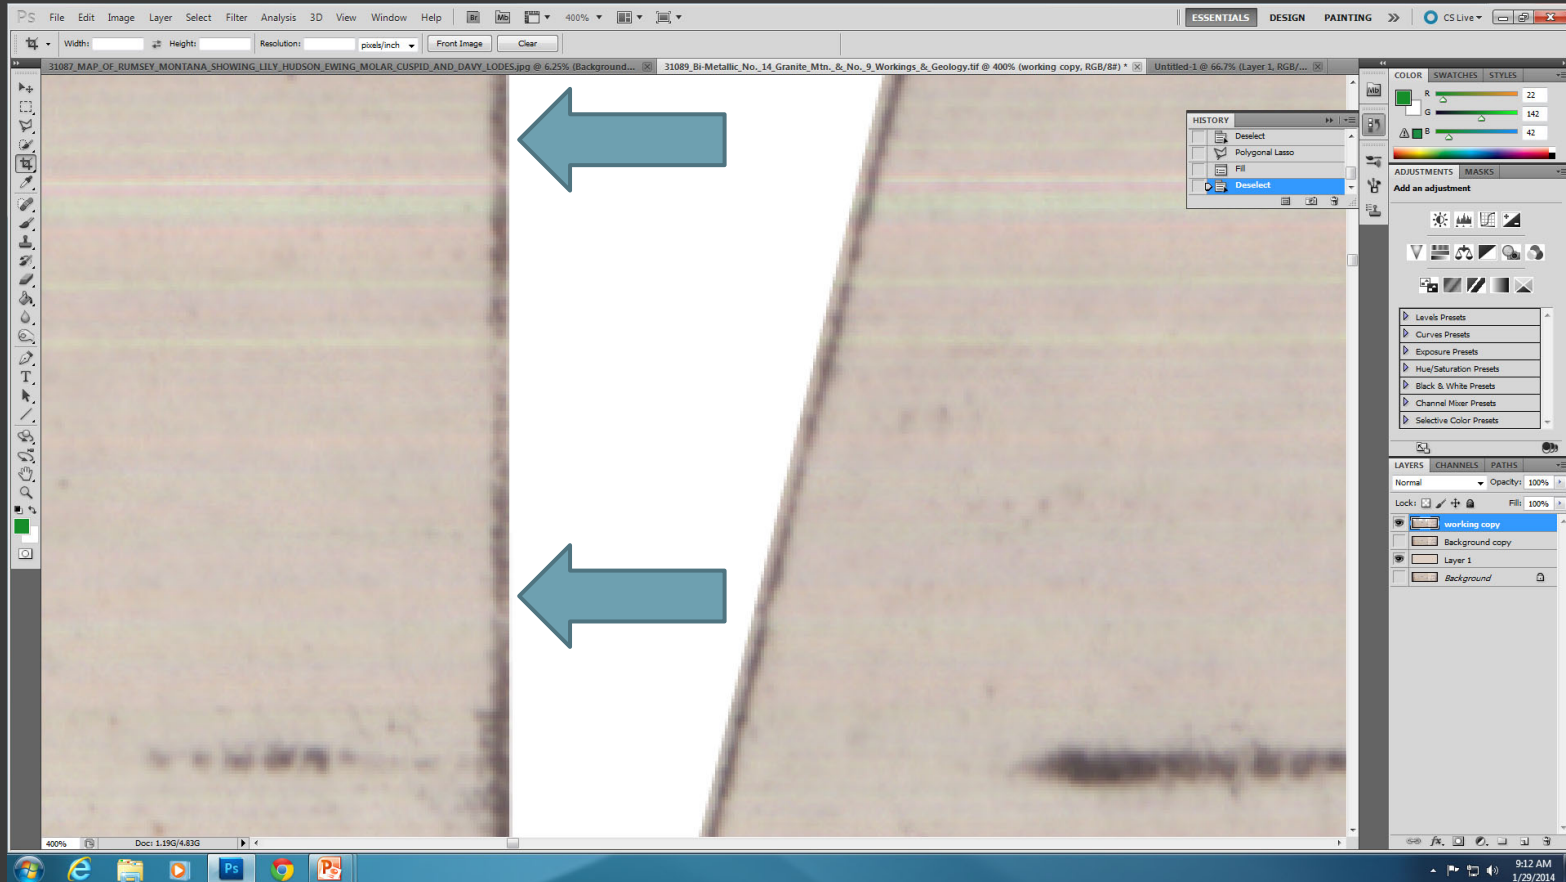 Ps File Edit Image Layer Select Filter Analysis 3D View Window Help Br Mb 400% ESSENTIALS DESIGN PAINTING CS Live
Width: Height: Resolution: pixels/inch Front Image Clear
31087_MAP_OF_RUMSEY_MONTANA_SHOWING_LILY_HUDSON_EWING_MOLAR_CUSPID_AND_DAVY_LODES.jpg @ 6.25% (Background... 31089_Bi-Metallic_No._14_Granite_Mtn._&_No._9_Workings_&_Geology.tif @ 400% (working copy, RGB/8#) * Untitled-1 @ 66.7% (Layer 1, RGB/...
HISTORY
Deselect
Polygonal Lasso
Fill
Deselect
Mb
COLOR SWATCHES STYLES
R 22
G 142
B 42
ADJUSTMENTS MASKS
Add an adjustment
Levels Presets
Curves Presets
Exposure Presets
Hue/Saturation Presets
Black & White Presets
Channel Mixer Presets
Selective Color Presets
LAYERS CHANNELS PATHS
Normal Opacity: 100%
Lock: Fill: 100%
working copy
Background copy
Layer 1
Background
400% Doc: 1.19G/4.83G
Ps
9:12 AM
1/29/2014